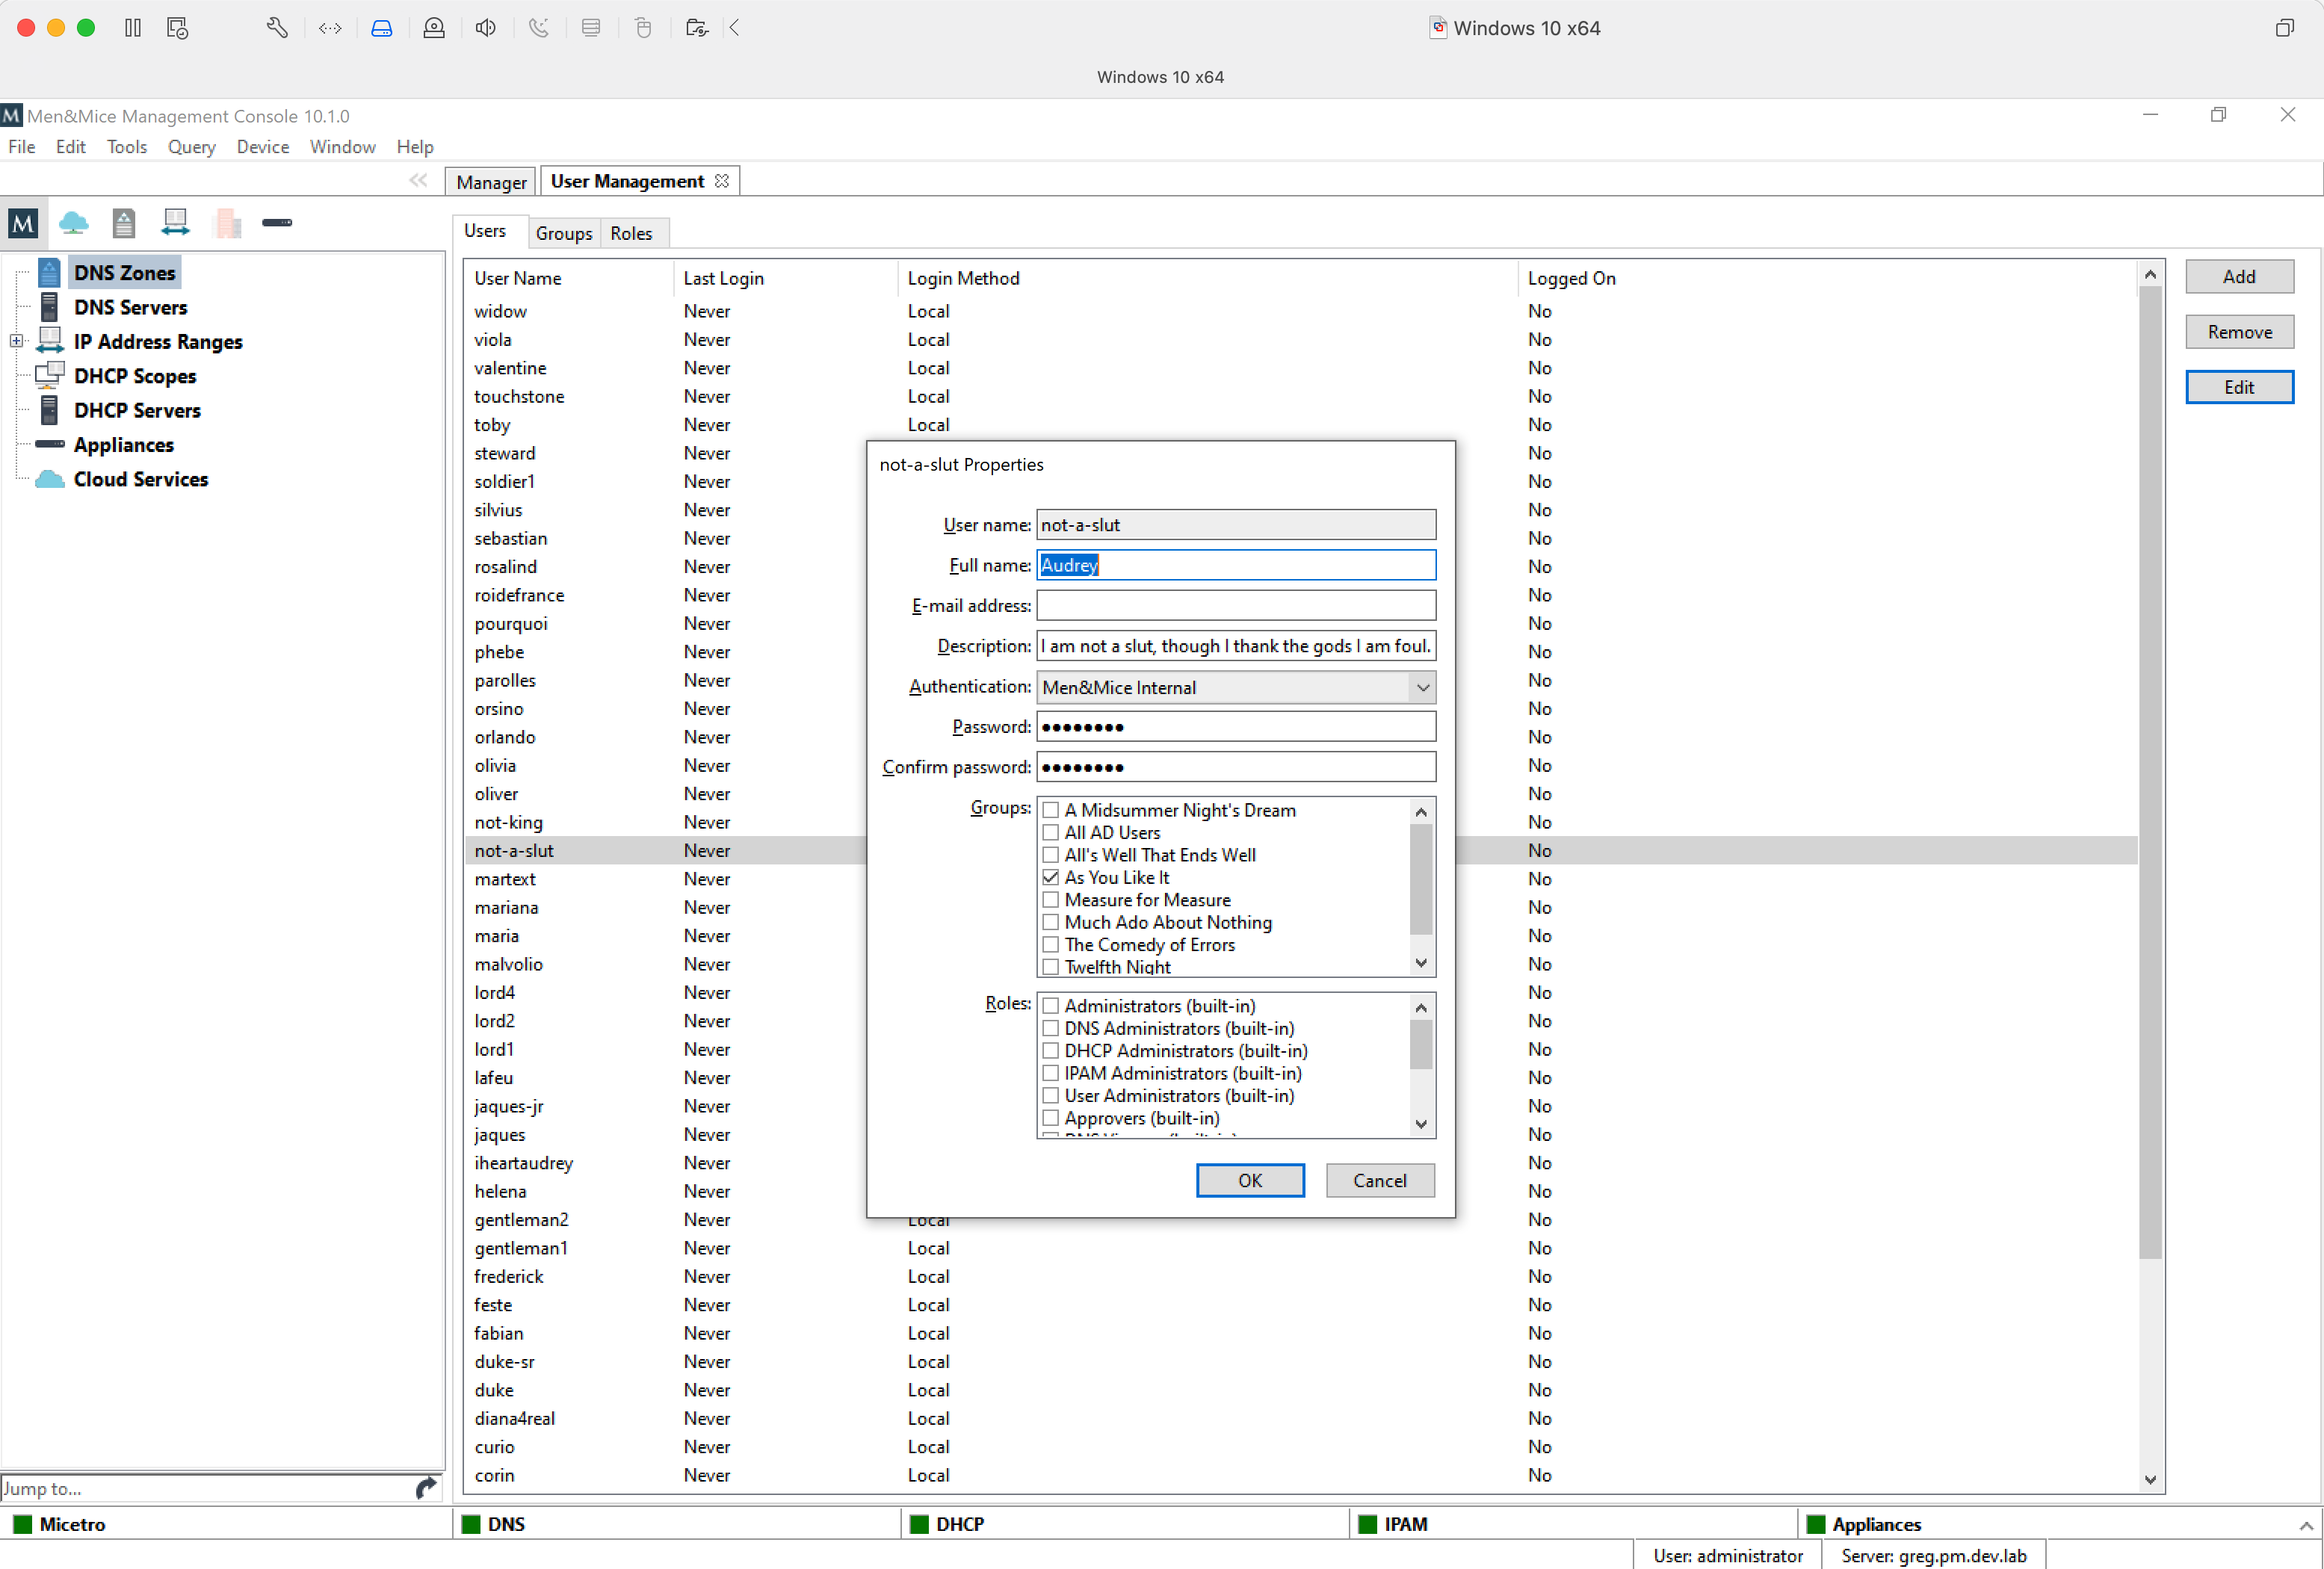 Windows 10 x64
Windows 10 x64
M Men&Mice Management Console 10.1.0
File Edit Tools Query Device Window Help
Manager User Management
M
Users Groups Roles
DNS Zones
DNS Servers
IP Address Ranges
DHCP Scopes
DHCP Servers
Appliances
Cloud Services
User Name Last Login Login Method Logged On
widow Never Local No
viola Never Local No
valentine Never Local No
touchstone Never Local No
toby Never Local No
steward Never No
soldier1 Never No
silvius Never No
sebastian Never No
rosalind Never No
roidefrance Never No
pourquoi Never No
phebe Never No
parolles Never No
orsino Never No
orlando Never No
olivia Never No
oliver Never No
not-king Never No
not-a-slut Never No
martext Never No
mariana Never No
maria Never No
malvolio Never No
lord4 Never No
lord2 Never No
lord1 Never No
lafeu Never No
jaques-jr Never No
jaques Never No
iheartaudrey Never No
helena Never No
gentleman2 Never Local No
gentleman1 Never Local No
frederick Never Local No
feste Never Local No
fabian Never Local No
duke-sr Never Local No
duke Never Local No
diana4real Never Local No
curio Never Local No
corin Never Local No
Add
Remove
Edit
not-a-slut Properties
User name: not-a-slut
Full name: Audrey
E-mail address:
Description: I am not a slut, though I thank the gods I am foul.
Authentication: Men&Mice Internal
Password: ●●●●●●●●
Confirm password: ●●●●●●●●
Groups: A Midsummer Night's Dream
All AD Users
All's Well That Ends Well
As You Like It
Measure for Measure
Much Ado About Nothing
The Comedy of Errors
Twelfth Night
Roles: Administrators (built-in)
DNS Administrators (built-in)
DHCP Administrators (built-in)
IPAM Administrators (built-in)
User Administrators (built-in)
Approvers (built-in)
OK Cancel
Jump to...
Micetro DNS DHCP IPAM Appliances
User: administrator Server: greg.pm.dev.lab